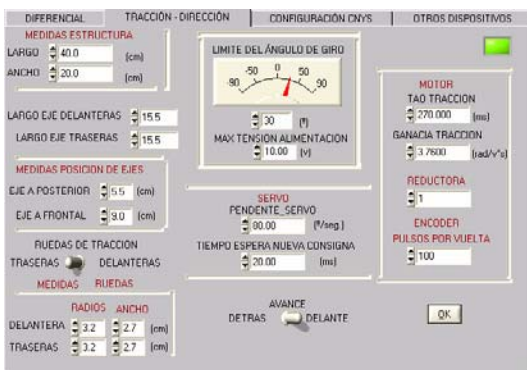 DIFERENCIAL TRACCIÓN - DIRECCIÓN CONFIGURACIÓN CNYS OTROS DISPOSITIVOS
MEDIDAS ESTRUCTURA
LARGO 40.0 (cm)
ANCHO 20.0 (cm)
LARGO EJE DELANTERAS 15.5
LARGO EJE TRASERAS 15.5
MEDIDAS POSICION DE EJES
EJE A POSTERIOR 5.5 (cm)
EJE A FRONTAL 9.0 (cm)
RUEDAS DE TRACCIÓN
TRASERAS DELANTERAS
MEDIDAS RUEDAS
RADIOS ANCHO
DELANTERA 3.2 2.7 (cm)
TRASERAS 3.2 2.7 (cm)
LIMITE DEL ÁNGULO DE GIRO
-90 -50 0 50 90
30 (º)
MAX TENSION ALIMENTACION
10.00 (v)
SERVO
PENDENTE_SERVO
80.00 (º/seg.)
TIEMPO ESPERA NUEVA CONSIGNA
20.00 (ms)
AVANCE
DETRAS DELANTE
MOTOR
TAO TRACCION
270.000 (ms)
GANACIA TRACCION
3.7600 (rad/v*s)
REDUCTORA
1
ENCODER
PULSOS POR VUELTA
100
OK